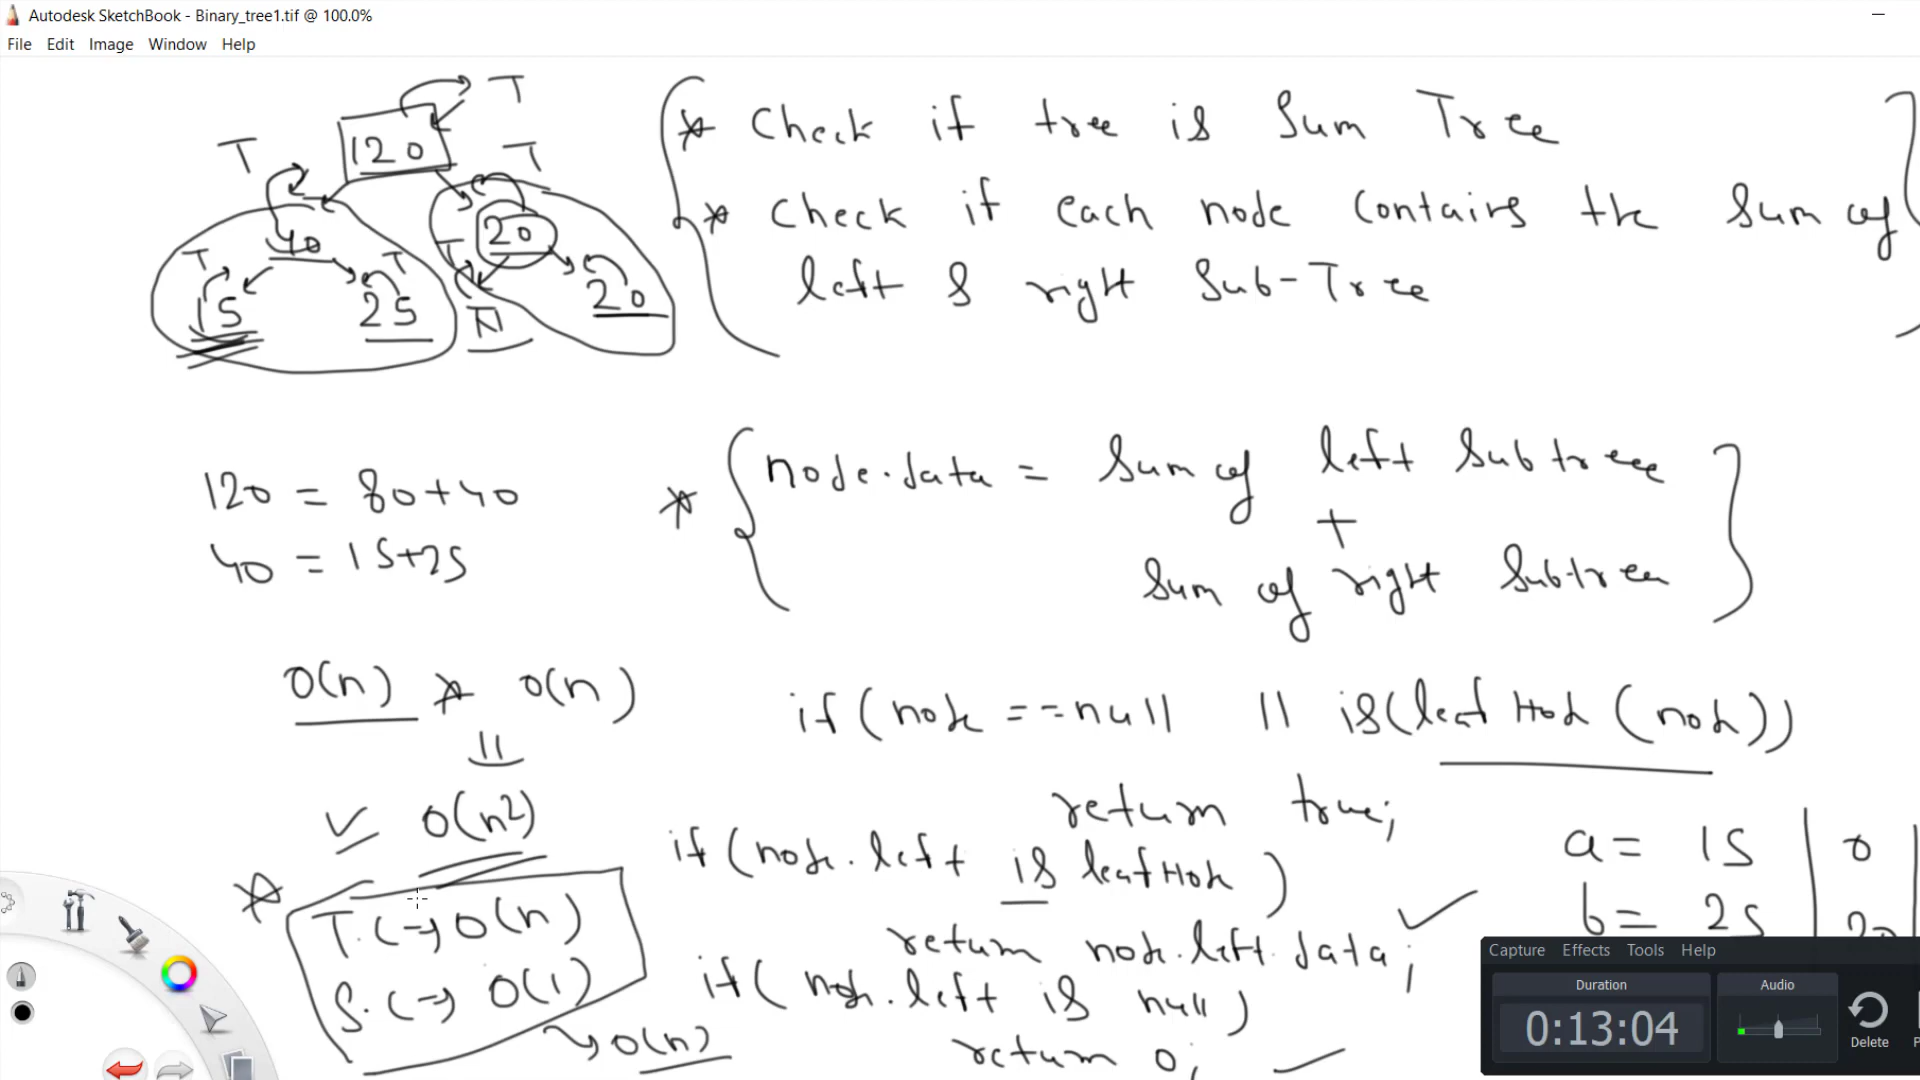 Autodesk SketchBook - Binary_tree1.tif @ 100.0%
File Edit Image Window Help
T
T 120 T
40 20
T T T
15 25 N 20
* Check if tree is Sum Tree
* Check if each node contains the Sum of
left & right Sub-Tree
120 = 80+40
40 = 15+25
* node.data = Sum of left Subtree
+
Sum of right Subtree
O(n) * O(n)
=
O(n2)
* T.C → O(n)
S.C → O(1)
→ O(n)
if (node == null || is(leaf Node (node))
return true;
if (node.left is leafNode)
return node.left.data;
if (node.left is null)
return 0;
a = 15 | 0
b = 25 | 20
Capture Effects Tools Help
Duration Audio
0:13:04
Delete